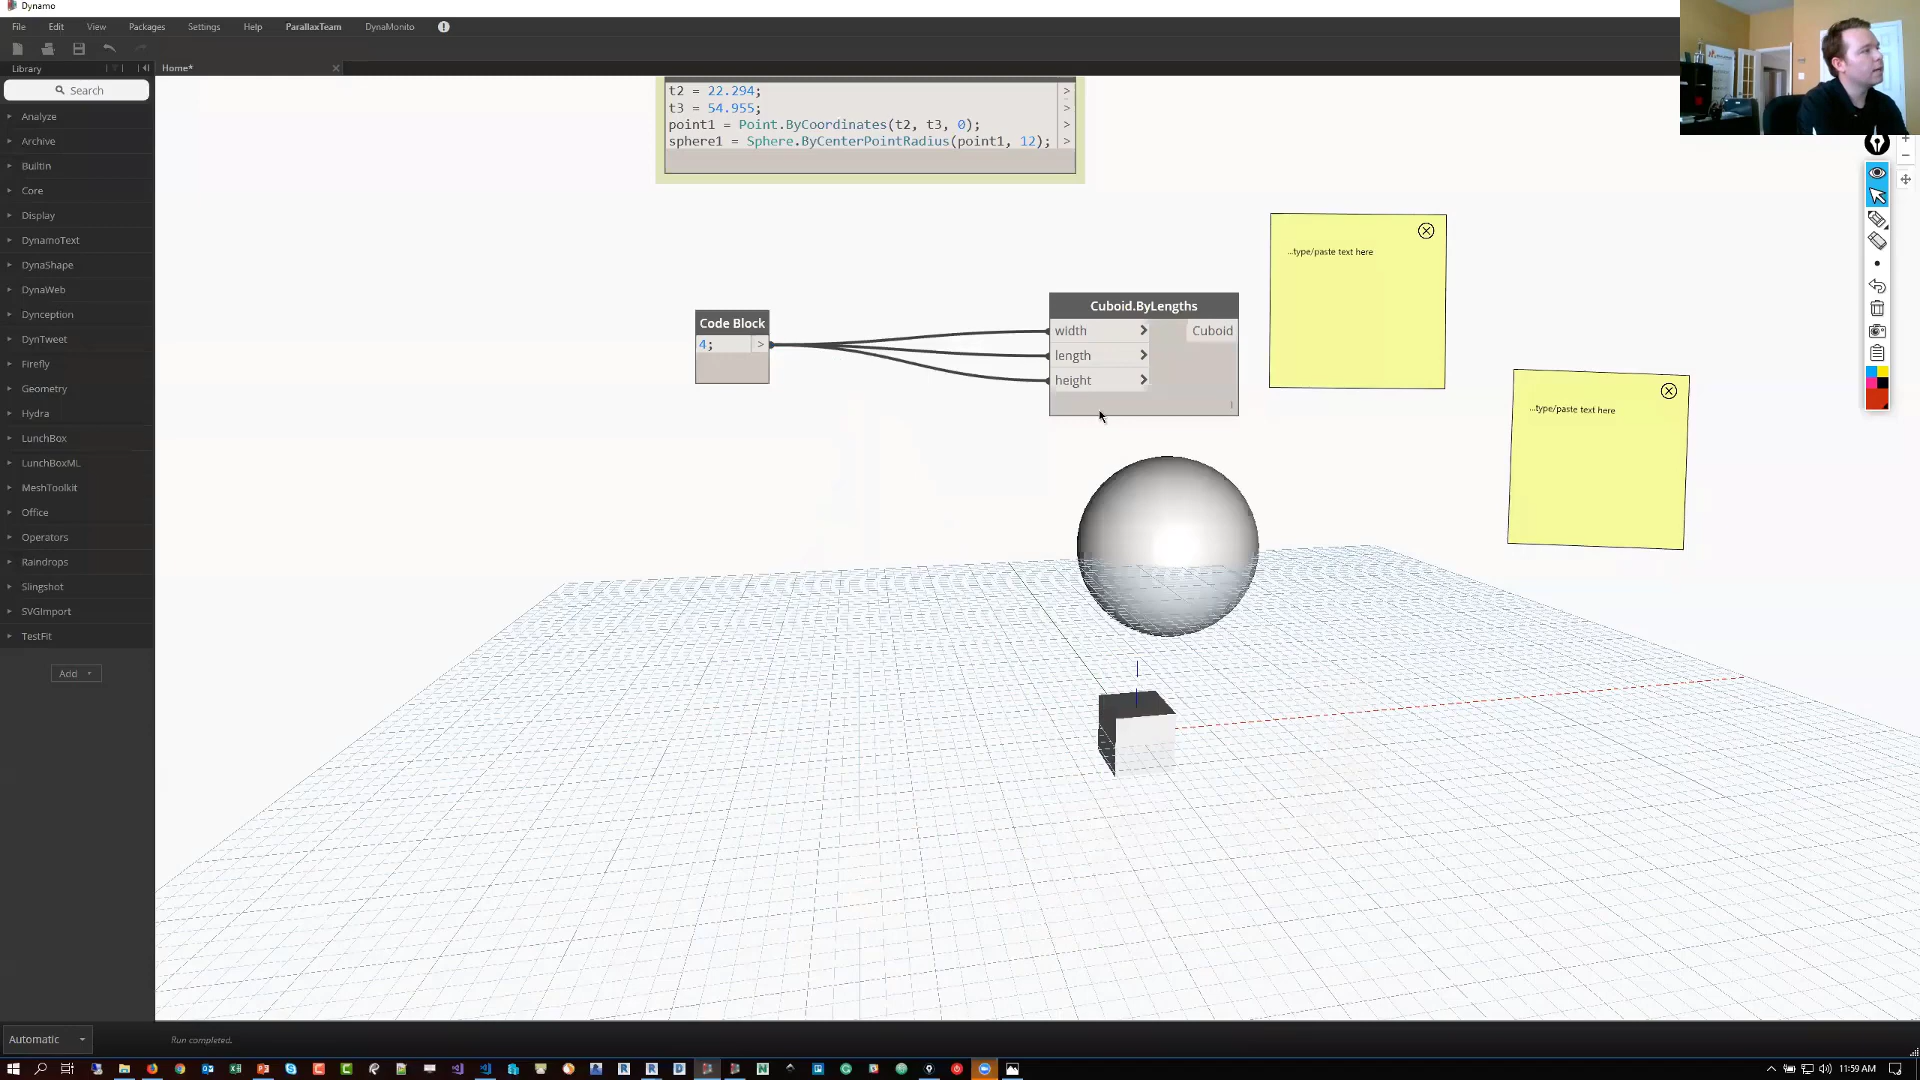 Dynamo
File Edit View Packages Settings Help ParallaxTeam DynaMonito
Library
Home*
Search
Analyze
Archive
BuiltIn
Core
Display
DynamoText
DynaShape
DynaWeb
Dynception
DynTweet
Firefly
Geometry
Hydra
LunchBox
LunchBoxML
MeshToolkit
Office
Operators
Raindrops
Slingshot
SVGImport
TestFit
Add
t2 = 22.294; >
t3 = 54.955; >
point1 = Point.ByCoordinates(t2, t3, 0); >
sphere1 = Sphere.ByCenterPointRadius(point1, 12); >
Code Block
4; >
Cuboid.ByLengths
width > Cuboid
length >
height >
...type/paste text here
...type/paste text here
Automatic
Run completed.
11:59 AM